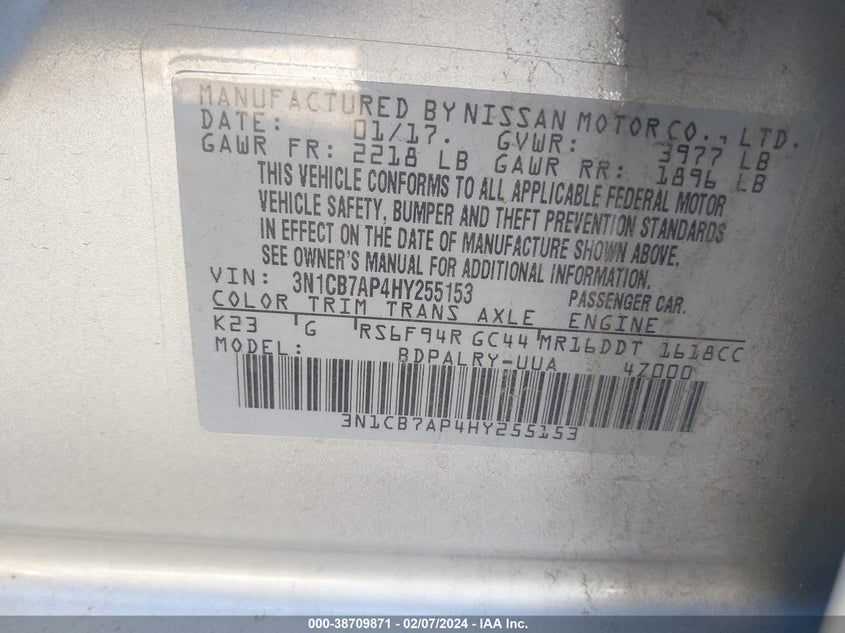 MANUFACTURED BY NISSAN MOTOR CO., LTD.
DATE: 01/17. GVWR: 3977 LB
GAWR FR: 2218 LB GAWR RR: 1896 LB
THIS VEHICLE CONFORMS TO ALL APPLICABLE FEDERAL MOTOR
VEHICLE SAFETY, BUMPER AND THEFT PREVENTION STANDARDS
IN EFFECT ON THE DATE OF MANUFACTURE SHOWN ABOVE.
SEE OWNER'S MANUAL FOR ADDITIONAL INFORMATION.
VIN: 3N1CB7AP4HY255153 PASSENGER CAR.
COLOR TRIM TRANS AXLE ENGINE
K23 G RS6F94R GC44 MR16DDT 1618CC
MODEL: BDPALRY-UUA 4Z000
3N1CB7AP4HY255153
000-38709871 - 02/07/2024 - IAA Inc.